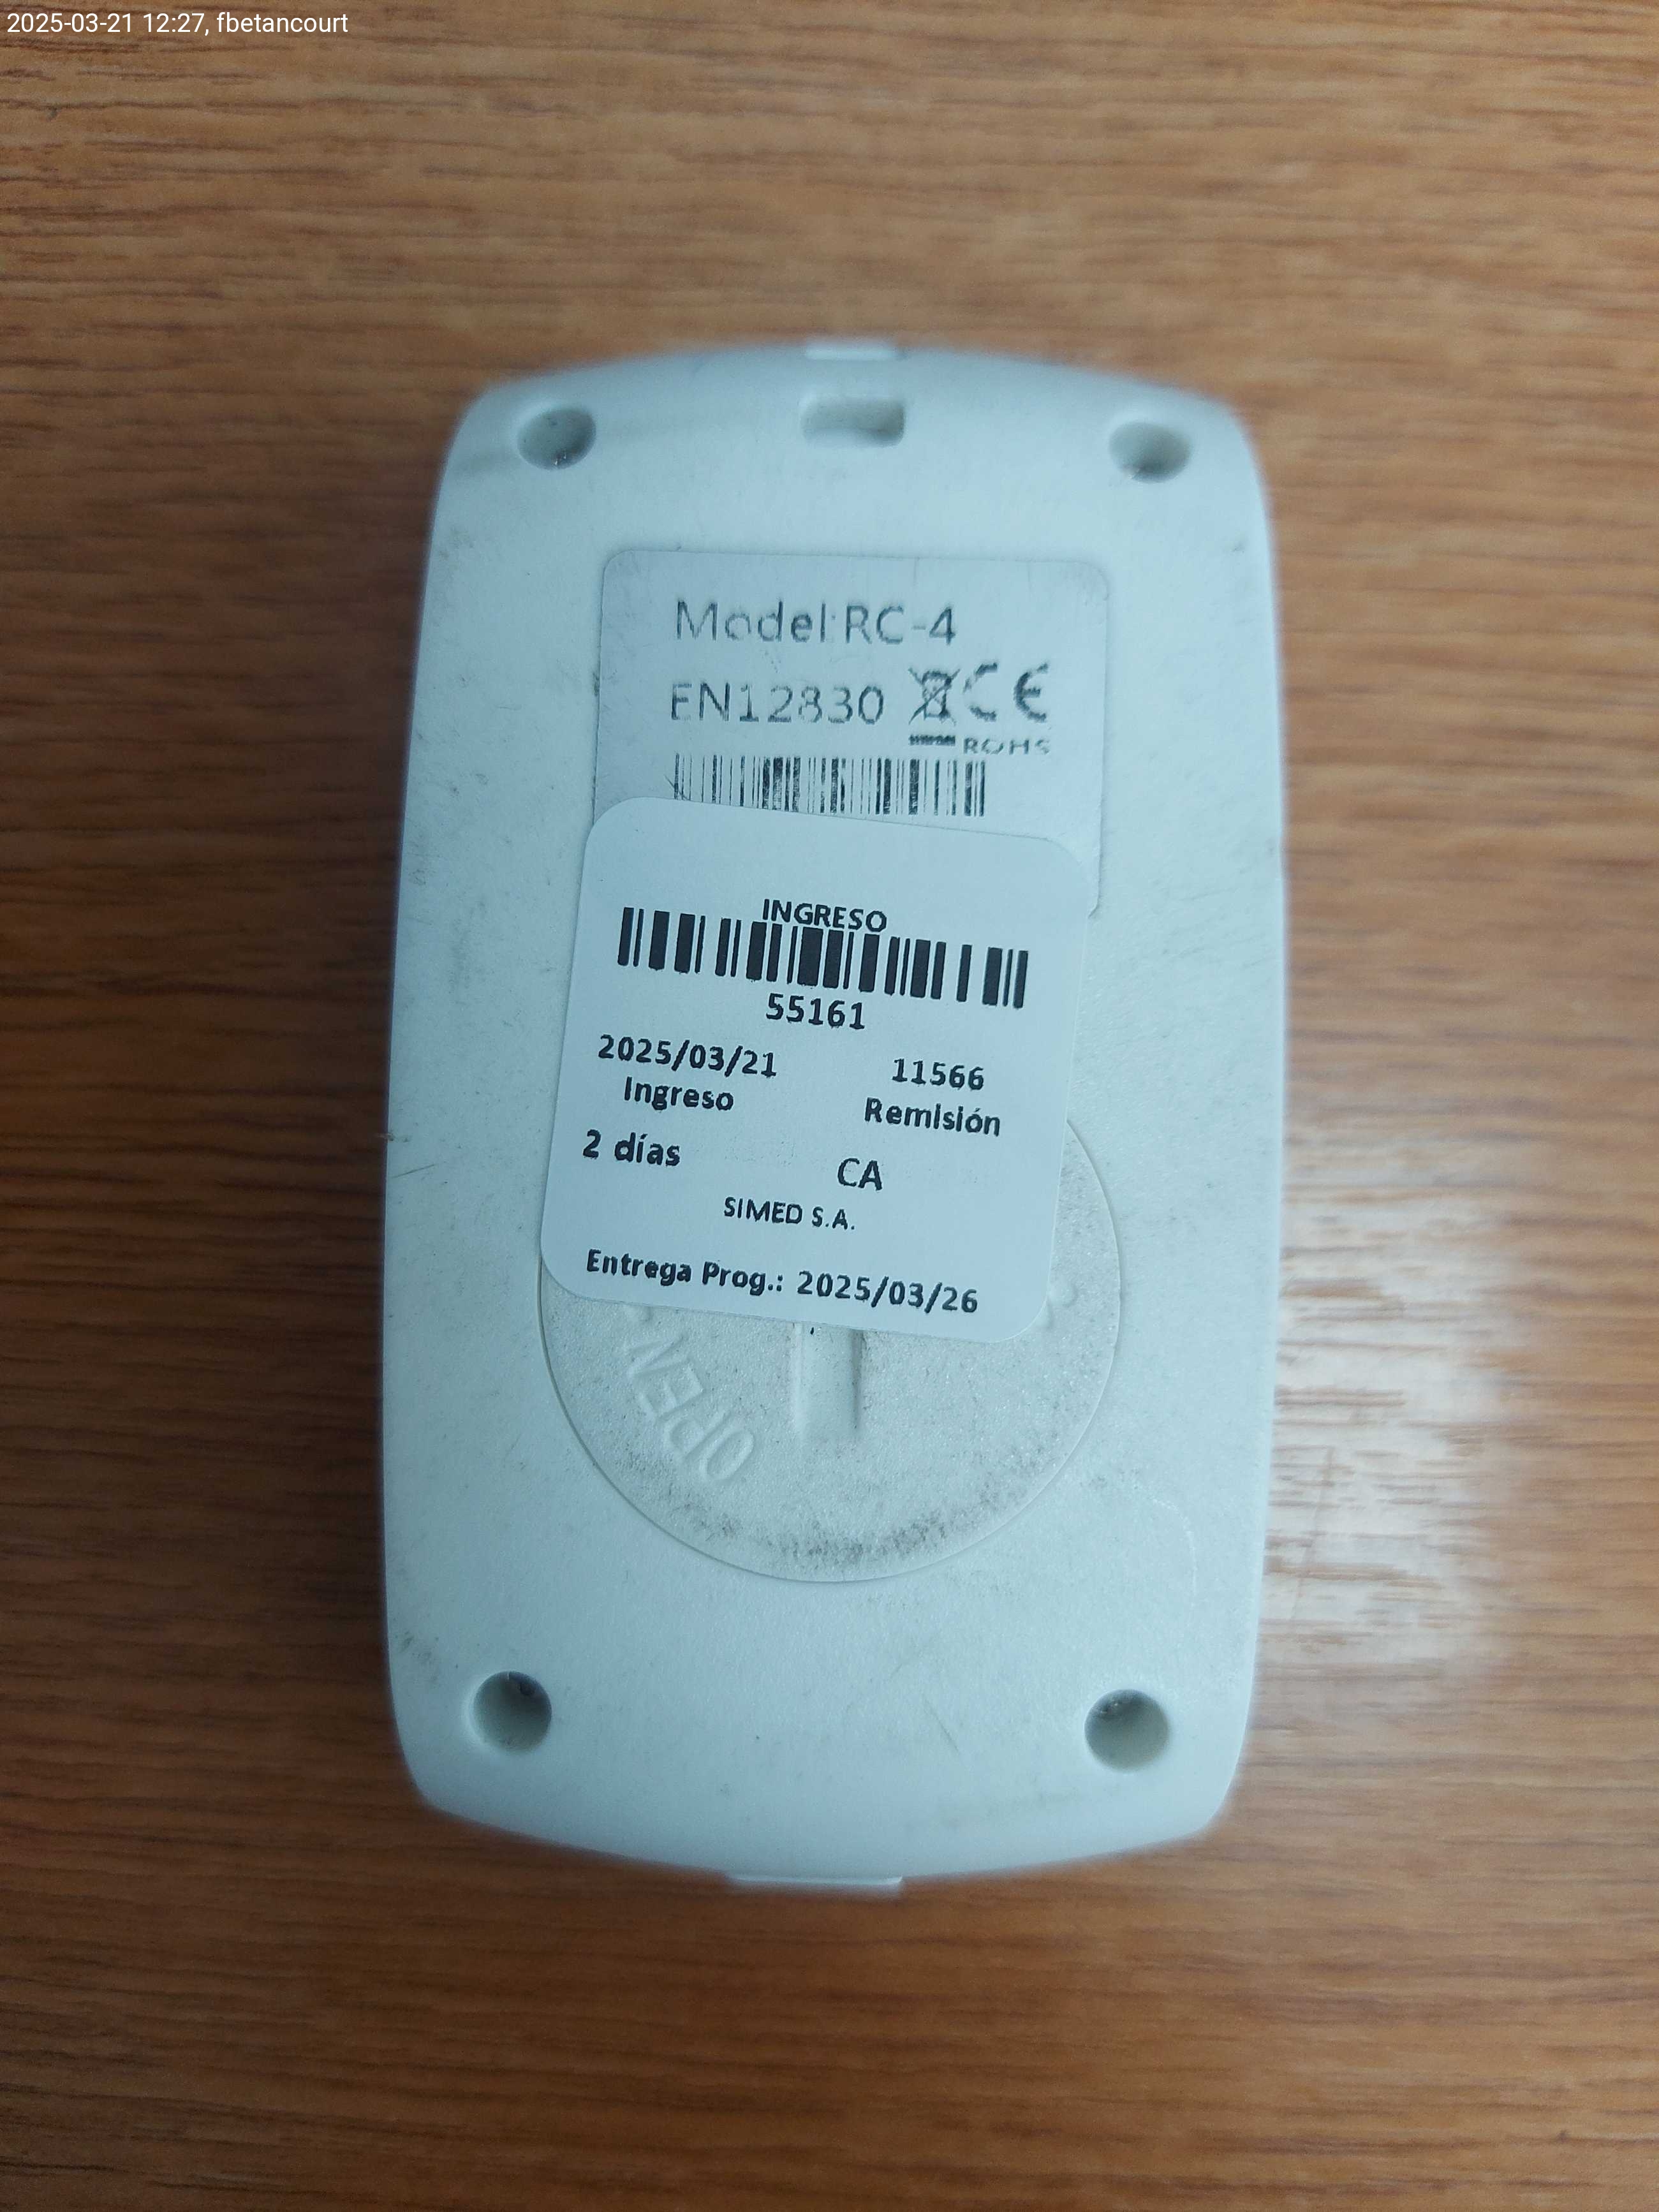 2025-03-21 12:27, fbetancourt
Model:RC-4
EN12830 CE
ROHS
INGRESO
55161
2025/03/21 11566
Ingreso Remisión
2 días CA
SIMED S.A.
Entrega Prog.: 2025/03/26
OPEN